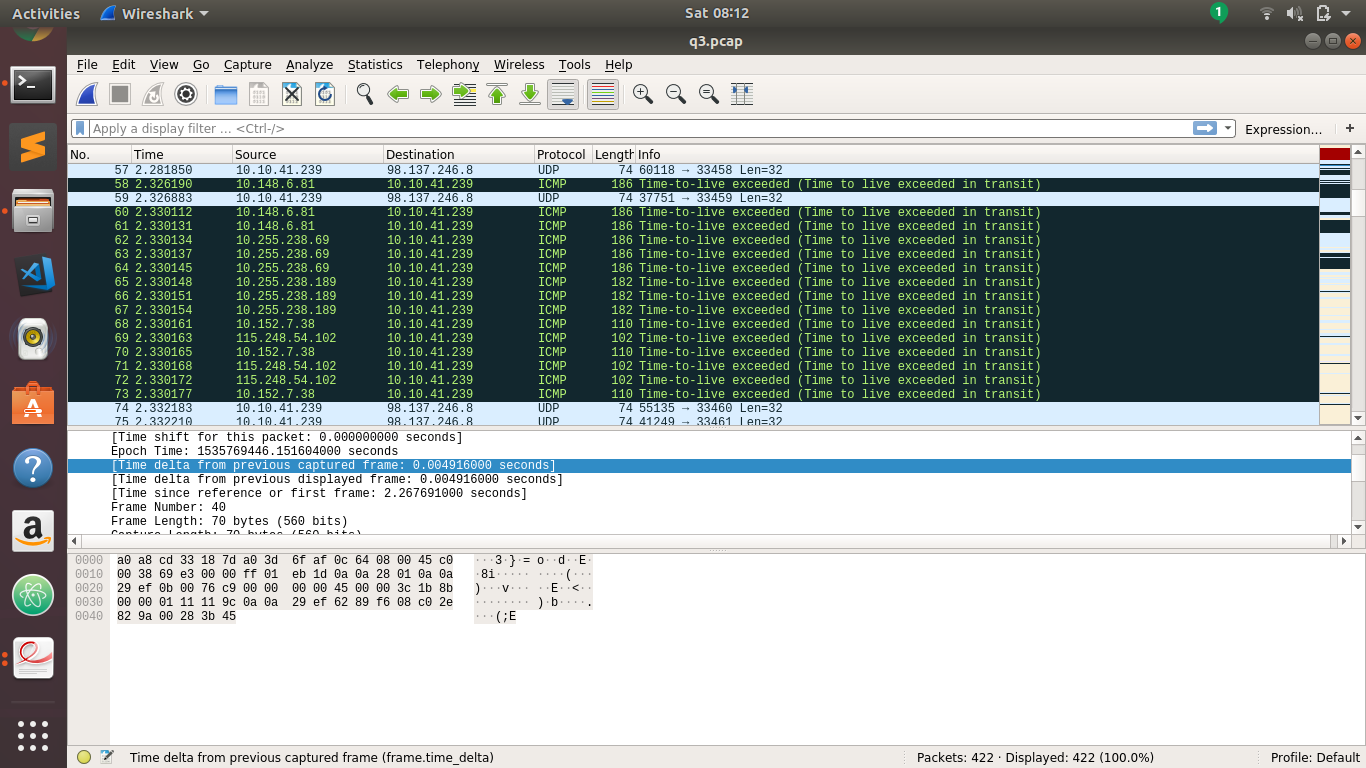 Activities Wireshark Sat 08:12 1
q3.pcap
File Edit View Go Capture Analyze Statistics Telephony Wireless Tools Help
Apply a display filter … <Ctrl-/> Expression… +
No. Time Source Destination Protocol Length Info
57 2.281850 10.10.41.239 98.137.246.8 UDP 74 60118 → 33458 Len=32
58 2.326190 10.148.6.81 10.10.41.239 ICMP 186 Time-to-live exceeded (Time to live exceeded in transit)
59 2.326883 10.10.41.239 98.137.246.8 UDP 74 37751 → 33459 Len=32
60 2.330112 10.148.6.81 10.10.41.239 ICMP 186 Time-to-live exceeded (Time to live exceeded in transit)
61 2.330131 10.148.6.81 10.10.41.239 ICMP 186 Time-to-live exceeded (Time to live exceeded in transit)
62 2.330134 10.255.238.69 10.10.41.239 ICMP 186 Time-to-live exceeded (Time to live exceeded in transit)
63 2.330137 10.255.238.69 10.10.41.239 ICMP 186 Time-to-live exceeded (Time to live exceeded in transit)
64 2.330145 10.255.238.69 10.10.41.239 ICMP 186 Time-to-live exceeded (Time to live exceeded in transit)
65 2.330148 10.255.238.189 10.10.41.239 ICMP 182 Time-to-live exceeded (Time to live exceeded in transit)
66 2.330151 10.255.238.189 10.10.41.239 ICMP 182 Time-to-live exceeded (Time to live exceeded in transit)
67 2.330154 10.255.238.189 10.10.41.239 ICMP 182 Time-to-live exceeded (Time to live exceeded in transit)
68 2.330161 10.152.7.38 10.10.41.239 ICMP 110 Time-to-live exceeded (Time to live exceeded in transit)
69 2.330163 115.248.54.102 10.10.41.239 ICMP 102 Time-to-live exceeded (Time to live exceeded in transit)
70 2.330165 10.152.7.38 10.10.41.239 ICMP 110 Time-to-live exceeded (Time to live exceeded in transit)
71 2.330168 115.248.54.102 10.10.41.239 ICMP 102 Time-to-live exceeded (Time to live exceeded in transit)
72 2.330172 115.248.54.102 10.10.41.239 ICMP 102 Time-to-live exceeded (Time to live exceeded in transit)
73 2.330177 10.152.7.38 10.10.41.239 ICMP 110 Time-to-live exceeded (Time to live exceeded in transit)
74 2.332183 10.10.41.239 98.137.246.8 UDP 74 55135 → 33460 Len=32
75 2.332210 10.10.41.239 98.137.246.8 UDP 74 41249 → 33461 Len=32
[Time shift for this packet: 0.000000000 seconds]
Epoch Time: 1535769446.151604000 seconds
[Time delta from previous captured frame: 0.004916000 seconds]
[Time delta from previous displayed frame: 0.004916000 seconds]
[Time since reference or first frame: 2.267691000 seconds]
Frame Number: 40
Frame Length: 70 bytes (560 bits)
Capture Length: 70 bytes (560 bits)
0000 a0 a8 cd 33 18 7d a0 3d 6f af 0c 64 08 00 45 c0 ···3·}·= o··d··E·
0010 00 38 69 e3 00 00 ff 01 eb 1d 0a 0a 28 01 0a 0a ·8i····· ····(···
0020 29 ef 0b 00 76 c9 00 00 00 00 45 00 00 3c 1b 8b )···v··· ··E··<··
0030 00 00 01 11 11 9c 0a 0a 29 ef 62 89 f6 08 c0 2e ········ )·b····.
0040 82 9a 00 28 3b 45 ···(;E
Time delta from previous captured frame (frame.time_delta) Packets: 422 · Displayed: 422 (100.0%) Profile: Default